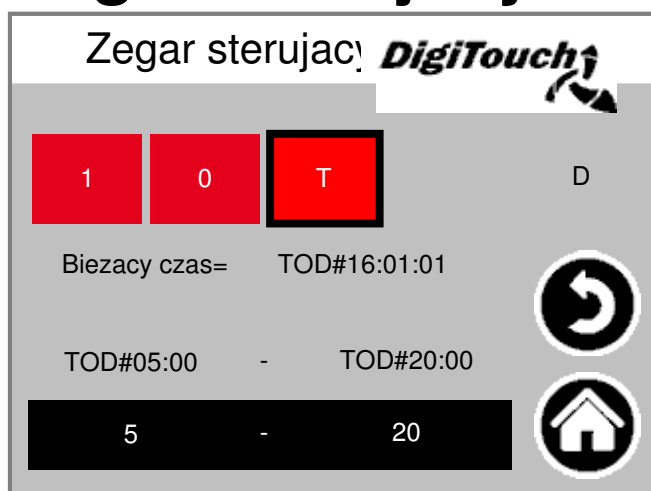 Zegar sterujacy DigiTouch
1 0 T D
Biezacy czas= TOD#16:01:01
TOD#05:00 - TOD#20:00
5 - 20